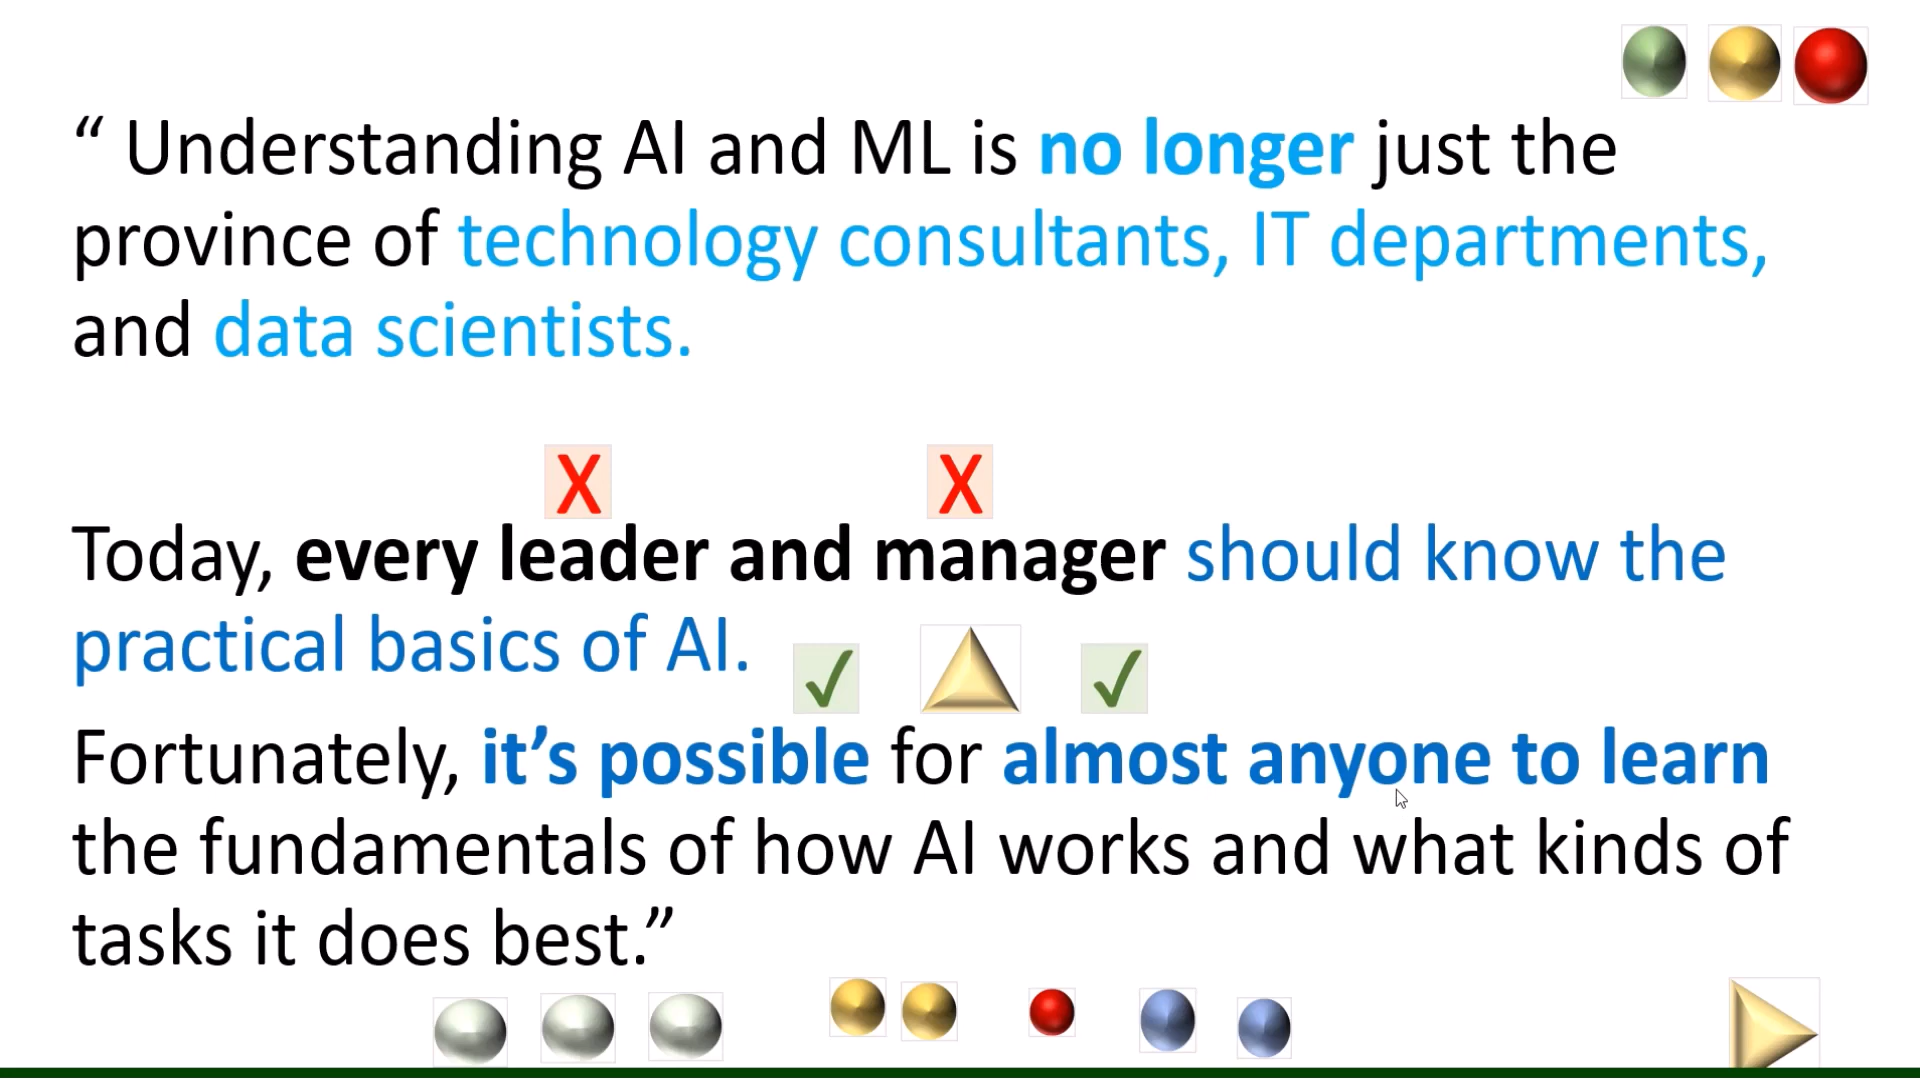 “ Understanding AI and ML is no longer just the
province of technology consultants, IT departments,
and data scientists.
X X
Today, every leader and manager should know the
practical basics of AI.
✓ ✓
Fortunately, it’s possible for almost anyone to learn
the fundamentals of how AI works and what kinds of
tasks it does best.”